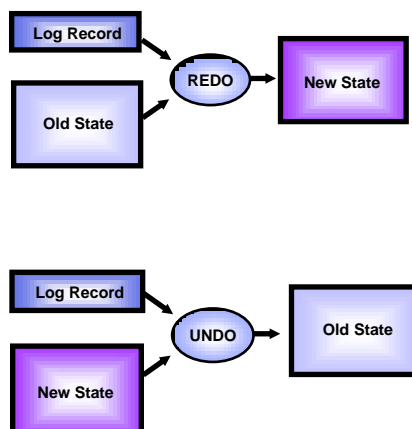 Log Record
REDO
New State
Old State
Log Record
UNDO
Old State
New State